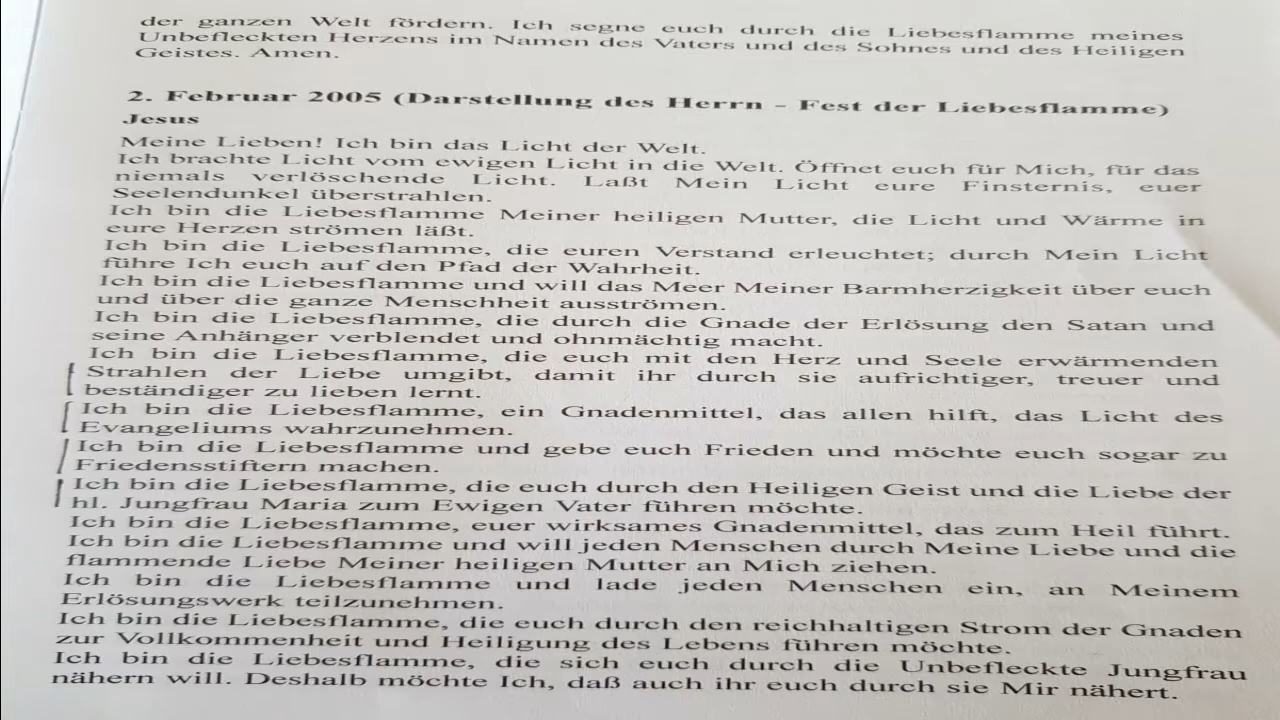 der ganzen Welt fördern. Ich segne euch durch die Liebesflamme meines
Unbefleckten Herzens im Namen des Vaters und des Sohnes und des Heiligen
Geistes. Amen.
2. Februar 2005 (Darstellung des Herrn - Fest der Liebesflamme)
Jesus
Meine Lieben! Ich bin das Licht der Welt.
Ich brachte Licht vom ewigen Licht in die Welt. Öffnet euch für Mich, für das
niemals verlöschende Licht. Laßt Mein Licht eure Finsternis, euer
Seelendunkel überstrahlen.
Ich bin die Liebesflamme Meiner heiligen Mutter, die Licht und Wärme in
eure Herzen strömen läßt.
Ich bin die Liebesflamme, die euren Verstand erleuchtet; durch Mein Licht
führe Ich euch auf den Pfad der Wahrheit.
Ich bin die Liebesflamme und will das Meer Meiner Barmherzigkeit über euch
und über die ganze Menschheit ausströmen.
Ich bin die Liebesflamme, die durch die Gnade der Erlösung den Satan und
seine Anhänger verblendet und ohnmächtig macht.
Ich bin die Liebesflamme, die euch mit den Herz und Seele erwärmenden
Strahlen der Liebe umgibt, damit ihr durch sie aufrichtiger, treuer und
beständiger zu lieben lernt.
Ich bin die Liebesflamme, ein Gnadenmittel, das allen hilft, das Licht des
Evangeliums wahrzunehmen.
Ich bin die Liebesflamme und gebe euch Frieden und möchte euch sogar zu
Friedensstiftern machen.
Ich bin die Liebesflamme, die euch durch den Heiligen Geist und die Liebe der
hl. Jungfrau Maria zum Ewigen Vater führen möchte.
Ich bin die Liebesflamme, euer wirksames Gnadenmittel, das zum Heil führt.
Ich bin die Liebesflamme und will jeden Menschen durch Meine Liebe und die
flammende Liebe Meiner heiligen Mutter an Mich ziehen.
Ich bin die Liebesflamme und lade jeden Menschen ein, an Meinem
Erlösungswerk teilzunehmen.
Ich bin die Liebesflamme, die euch durch den reichhaltigen Strom der Gnaden
zur Vollkommenheit und Heiligung des Lebens führen möchte.
Ich bin die Liebesflamme, die sich euch durch die Unbefleckte Jungfrau
nähern will. Deshalb möchte Ich, daß auch ihr euch durch sie Mir nähert.